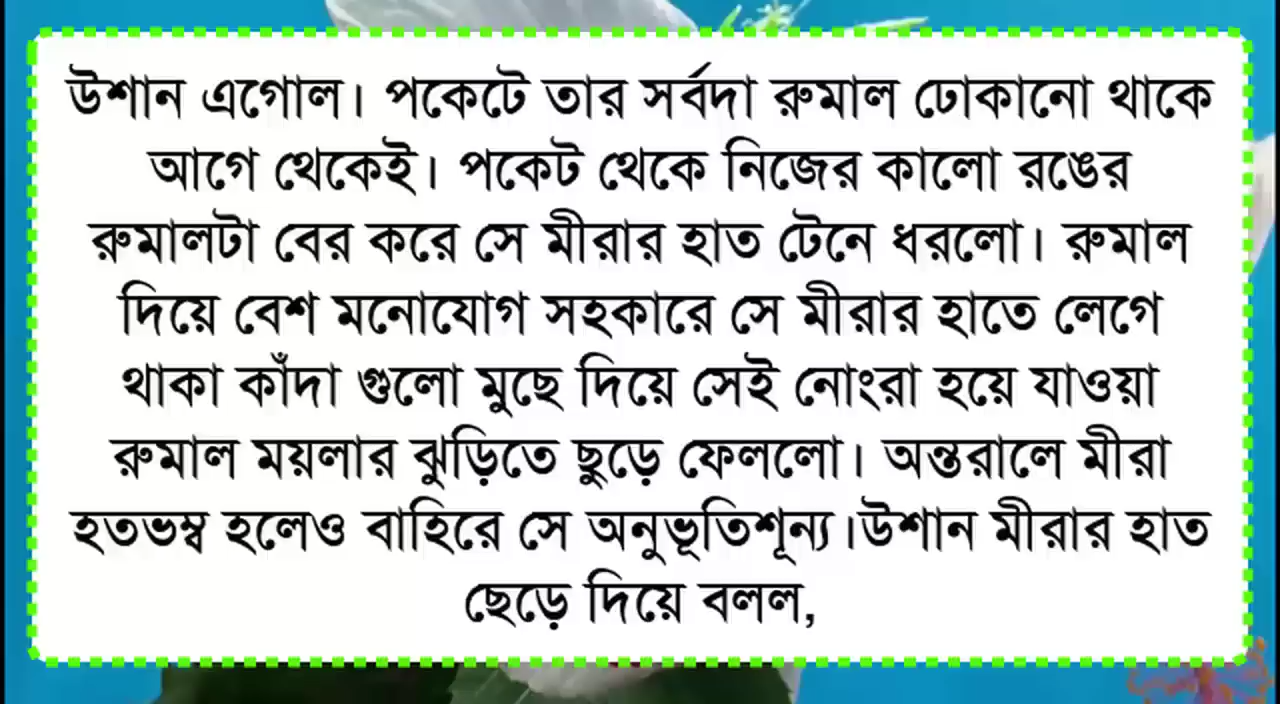 উশান এগোল। পকেটে তার সর্বদা রুমাল ঢোকানো থাকে
আগে থেকেই। পকেট থেকে নিজের কালো রঙের
রুমালটা বের করে সে মীরার হাত টেনে ধরলো। রুমাল
দিয়ে বেশ মনোযোগ সহকারে সে মীরার হাতে লেগে
থাকা কাঁদা গুলো মুছে দিয়ে সেই নোংরা হয়ে যাওয়া
রুমাল ময়লার ঝুড়িতে ছুড়ে ফেললো। অন্তরালে মীরা
হতভম্ব হলেও বাহিরে সে অনুভূতিশূন্য।উশান মীরার হাত
ছেড়ে দিয়ে বলল,